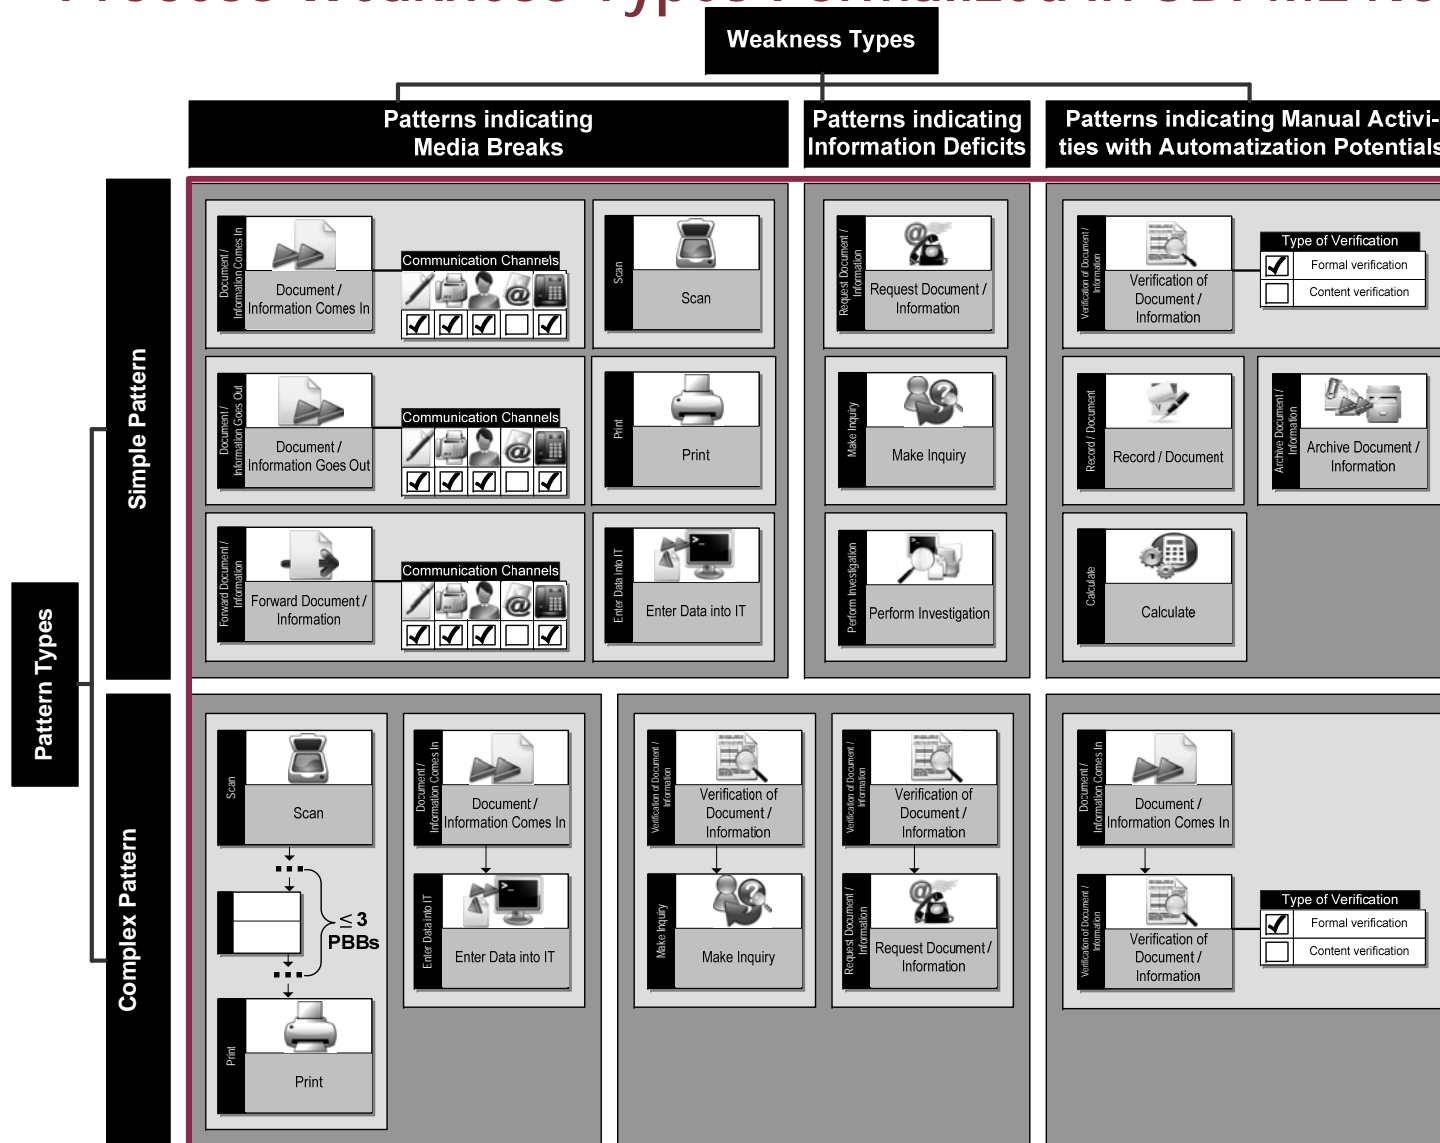 Weakness Types
Patterns indicating
Media Breaks
Patterns indicating
Information Deficits
Patterns indicating Manual Activi-
ties with Automatization Potentials
Pattern Types
Simple Pattern
Document /
Information Comes In
Document /
Information Comes In
Communication Channels
Scan
Scan
Request Document /
Information
Request Document /
Information
Verification of Document /
Information
Verification of
Document /
Information
Type of Verification
Formal verification
Content verification
Document /
Information Goes Out
Document /
Information Goes Out
Communication Channels
Print
Print
Make Inquiry
Make Inquiry
Record / Document
Record / Document
Archive Document /
Information
Archive Document /
Information
Forward Document /
Information
Forward Document /
Information
Communication Channels
Enter Data into IT
Enter Data into IT
Perform Investigation
Perform Investigation
Calculate
Calculate
Complex Pattern
Scan
Scan
≤ 3
PBBs
Print
Print
Document /
Information Comes In
Document /
Information Comes In
Enter Data into IT
Enter Data into IT
Verification of Document /
Information
Verification of
Document /
Information
Make Inquiry
Make Inquiry
Verification of Document /
Information
Verification of
Document /
Information
Request Document /
Information
Request Document /
Information
Document /
Information Comes In
Document /
Information Comes In
Verification of Document /
Information
Verification of
Document /
Information
Type of Verification
Formal verification
Content verification